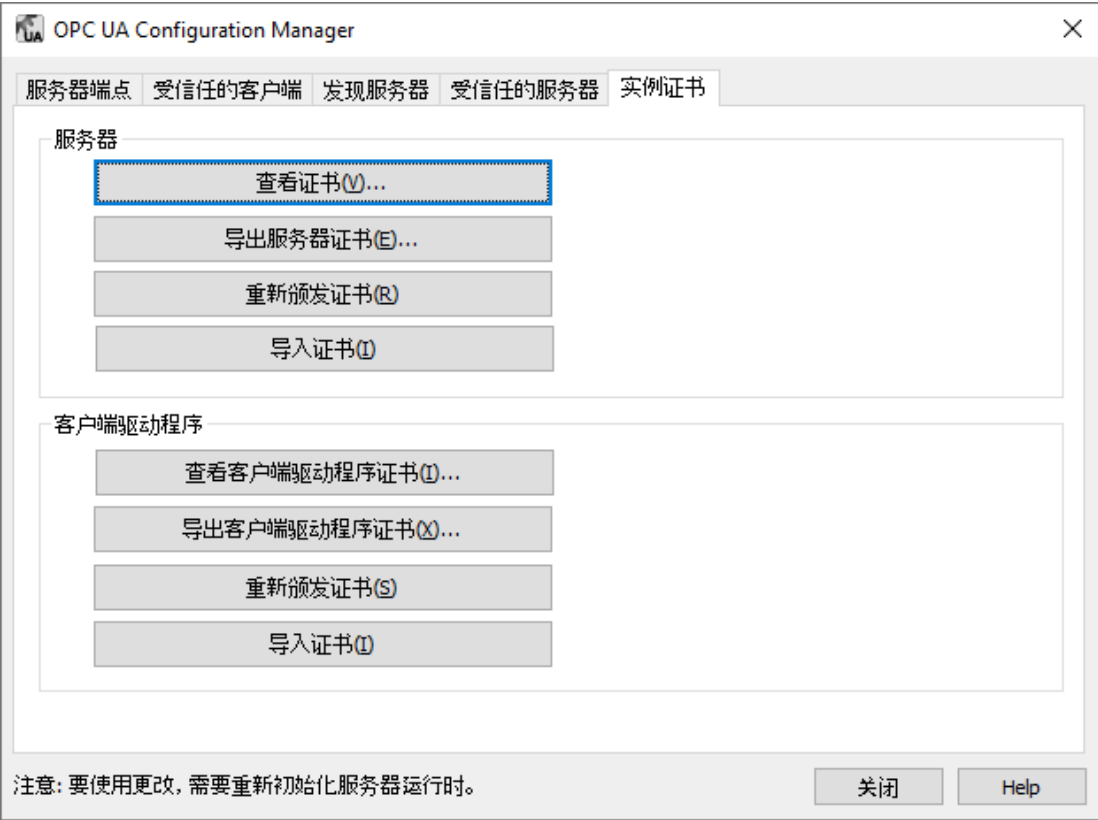 OPC UA Configuration Manager
服务器端点 受信任的客户端 发现服务器 受信任的服务器 实例证书
服务器
查看证书(V)...
导出服务器证书(E)...
重新颁发证书(R)
导入证书(I)
客户端驱动程序
查看客户端驱动程序证书(I)...
导出客户端驱动程序证书(X)...
重新颁发证书(S)
导入证书(I)
注意: 要使用更改, 需要重新初始化服务器运行时。 关闭 Help